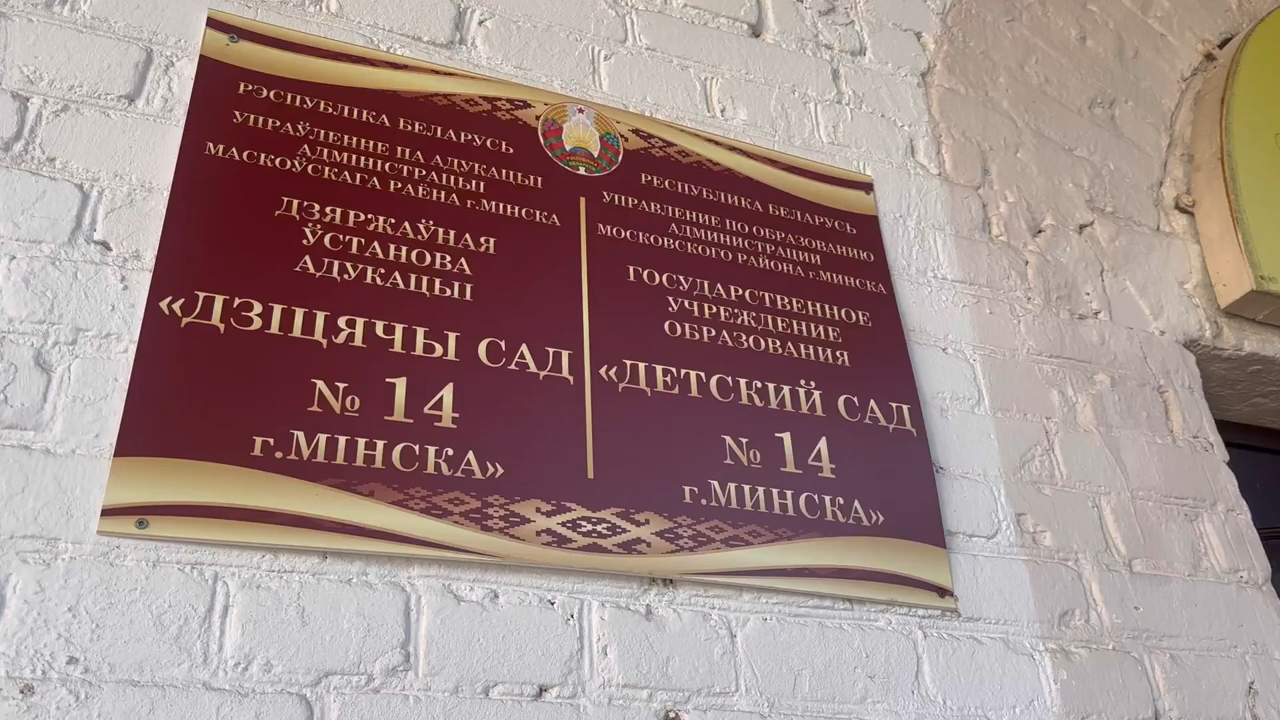 РЭСПУБЛІКА БЕЛАРУСЬ
УПРАЎЛЕННЕ ПА АДУКАЦЫІ
АДМІНІСТРАЦЫІ
МАСКОЎСКАГА РАЁНА г.МІНСКА
ДЗЯРЖАЎНАЯ
ЎСТАНОВА
АДУКАЦЫІ
«ДЗІЦЯЧЫ САД
№ 14
г.МІНСКА»
РЕСПУБЛИКА БЕЛАРУСЬ
УПРАВЛЕНИЕ ПО ОБРАЗОВАНИЮ
АДМИНИСТРАЦИИ
МОСКОВСКОГО РАЙОНА г.МИНСКА
ГОСУДАРСТВЕННОЕ
УЧРЕЖДЕНИЕ
ОБРАЗОВАНИЯ
«ДЕТСКИЙ САД
№ 14
г.МИНСКА»